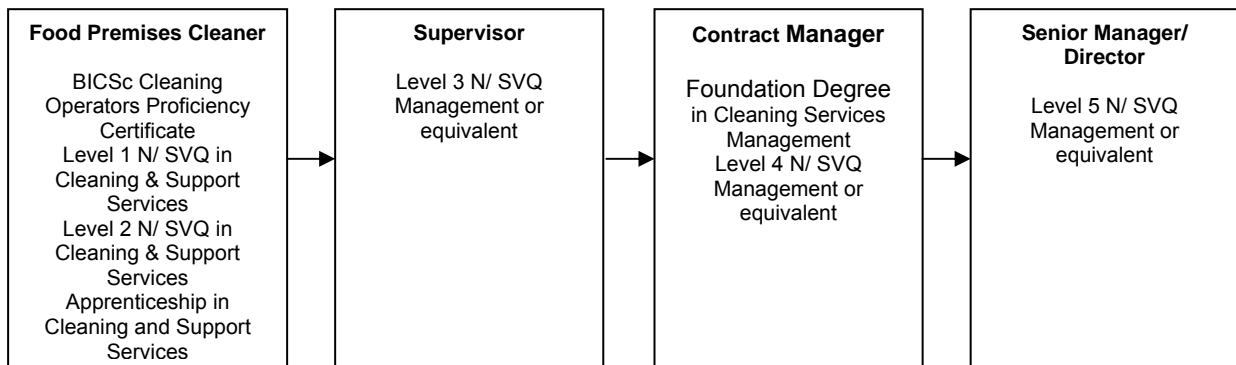 Food Premises Cleaner
BICSc Cleaning
Operators Proficiency
Certificate
Level 1 N/ SVQ in
Cleaning & Support
Services
Level 2 N/ SVQ in
Cleaning & Support
Services
Apprenticeship in
Cleaning and Support
Services
Supervisor
Level 3 N/ SVQ
Management or
equivalent
Contract Manager
Foundation Degree
in Cleaning Services
Management
Level 4 N/ SVQ
Management or
equivalent
Senior Manager/
Director
Level 5 N/ SVQ
Management or
equivalent